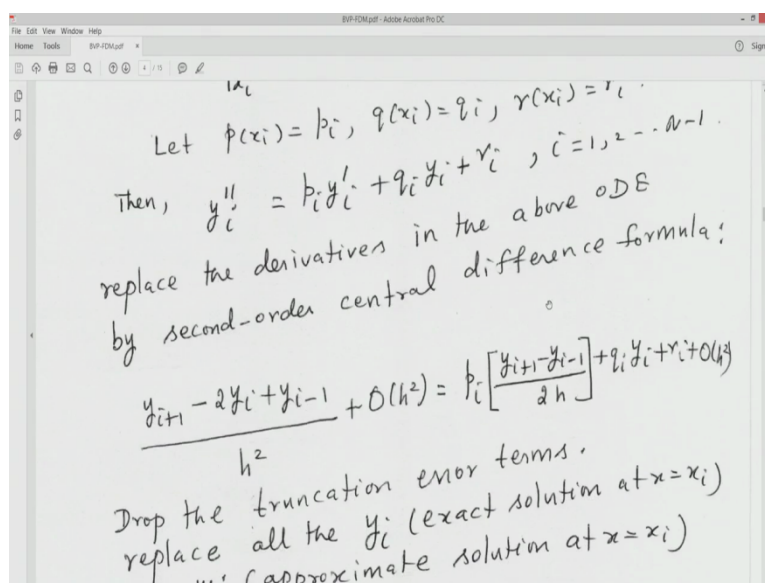 BVP-FDM.pdf - Adobe Acrobat Pro DC
File Edit View Window Help
Home Tools BVP-FDM.pdf × Sign
4 / 15
Let p(xᵢ) = pᵢ, q(xᵢ) = qᵢ, r(xᵢ) = rᵢ.
Then, yᵢ'' = pᵢyᵢ' + qᵢyᵢ + rᵢ , i = 1, 2 - - - N-1.
replace the derivatives in the above ODE
by second-order central difference formula:
(yᵢ₊₁ - 2yᵢ + yᵢ₋₁)/h² + O(h²) = pᵢ[(yᵢ₊₁ - yᵢ₋₁)/2h] + qᵢyᵢ + rᵢ + O(h²)
Drop the truncation error terms.
replace all the yᵢ (exact solution at x = xᵢ)
(approximate solution at x = xᵢ)